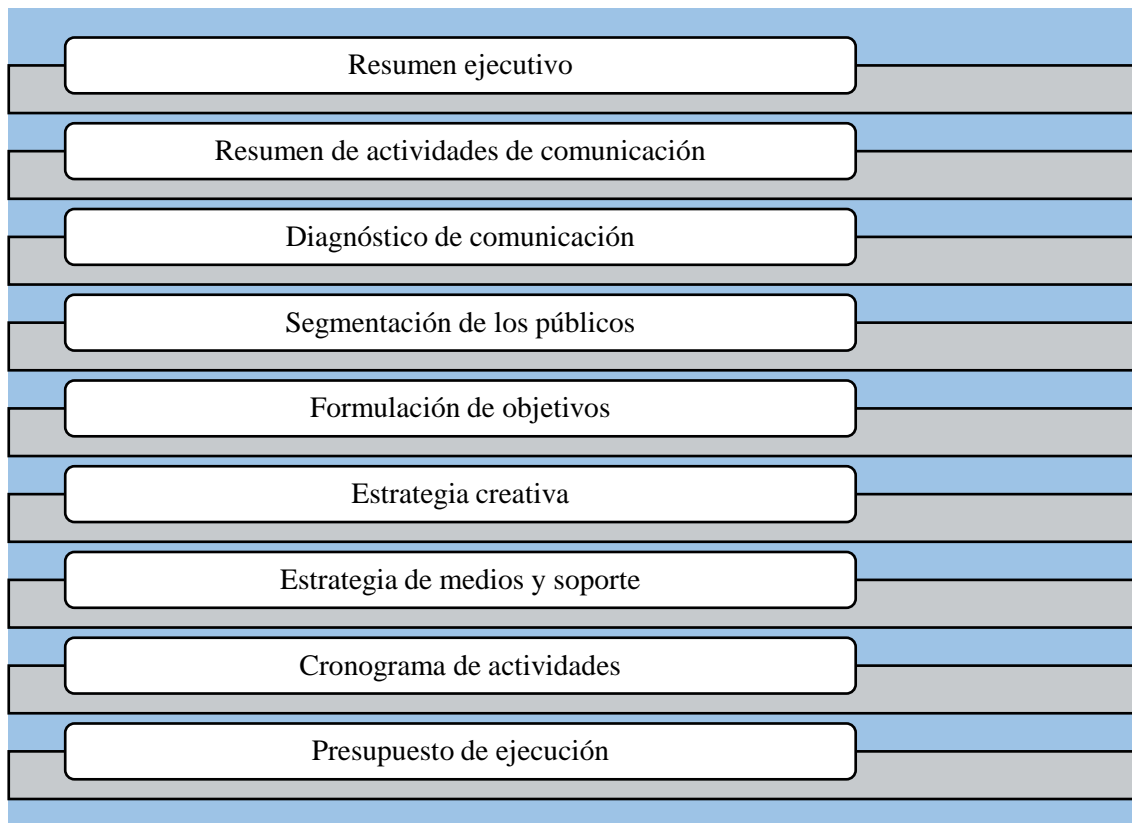 Resumen ejecutivo
Resumen de actividades de comunicación
Diagnóstico de comunicación
Segmentación de los públicos
Formulación de objetivos
Estrategia creativa
Estrategia de medios y soporte
Cronograma de actividades
Presupuesto de ejecución